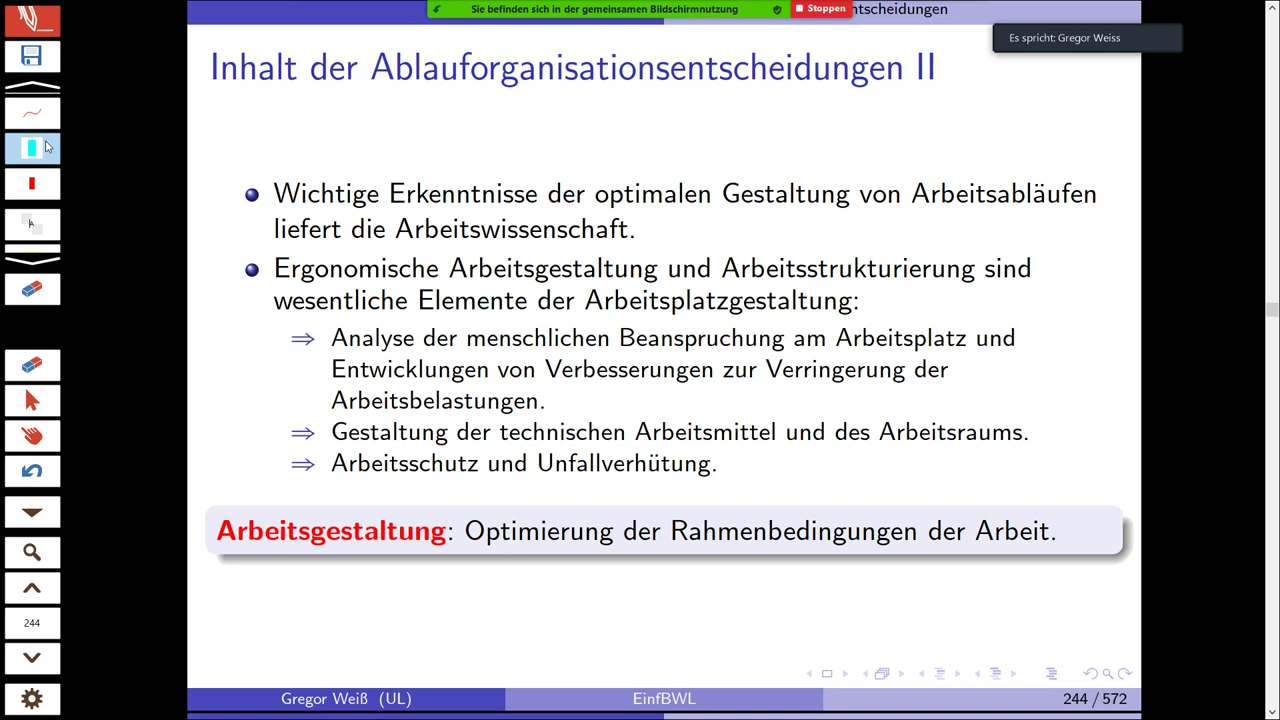 Sie befinden sich in der gemeinsamen Bildschirmnutzung
Stoppen
ntscheidungen
Es spricht: Gregor Weiss
Inhalt der Ablauforganisationsentscheidungen II
Wichtige Erkenntnisse der optimalen Gestaltung von Arbeitsabläufen
liefert die Arbeitswissenschaft.
Ergonomische Arbeitsgestaltung und Arbeitsstrukturierung sind
wesentliche Elemente der Arbeitsplatzgestaltung:
⇒ Analyse der menschlichen Beanspruchung am Arbeitsplatz und
Entwicklungen von Verbesserungen zur Verringerung der
Arbeitsbelastungen.
⇒ Gestaltung der technischen Arbeitsmittel und des Arbeitsraums.
⇒ Arbeitsschutz und Unfallverhütung.
Arbeitsgestaltung: Optimierung der Rahmenbedingungen der Arbeit.
244
Gregor Weiß (UL) EinfBWL 244 / 572